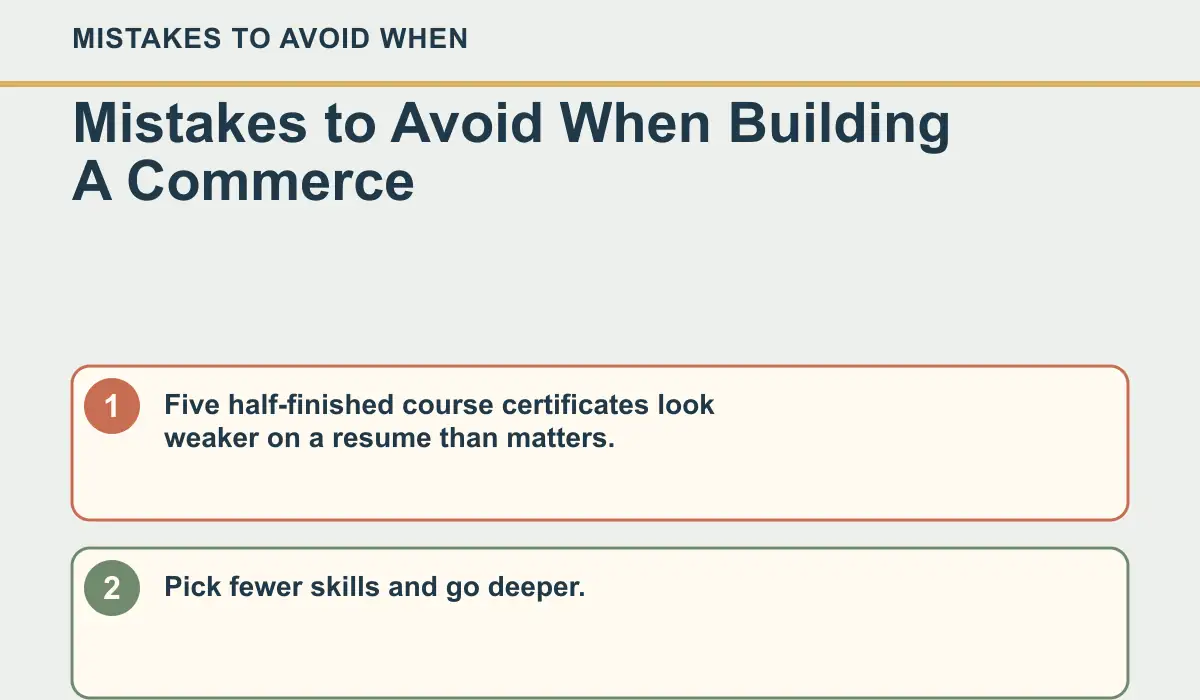 MISTAKES TO AVOID WHEN
Mistakes to Avoid When Building
A Commerce
1
Five half-finished course certificates look
weaker on a resume than matters.
2
Pick fewer skills and go deeper.